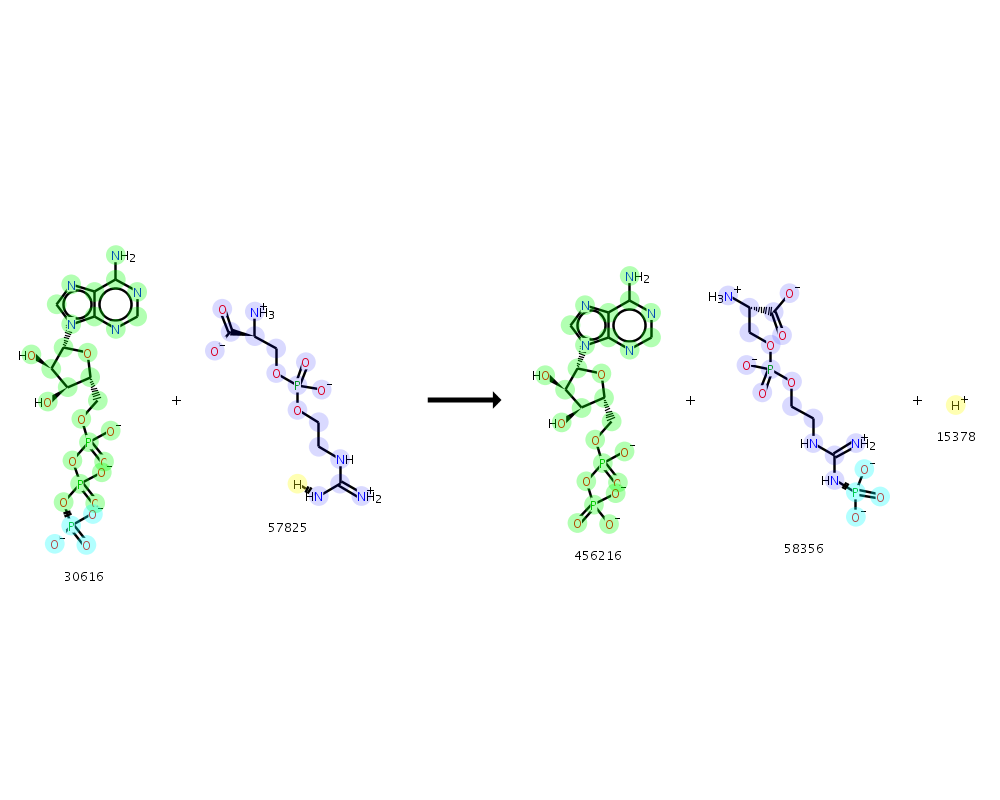 NH2
N
N
N
N
HO
O
HO
O
P
O-
O
O
O-
P
O
O
O-
P
O-
O
30616
+
O
NH3+
O-
O
O
P
O-
O
NH
H
HN
NH2+
57825
NH2
N
N
N
N
HO
O
HO
O
P
O-
O
O
O-
P
O
O-
456216
+
H3N+
O-
O
O
O-
P
O
O
HN
NH2+
HN
O-
P
O
O-
58356
+
H+
15378